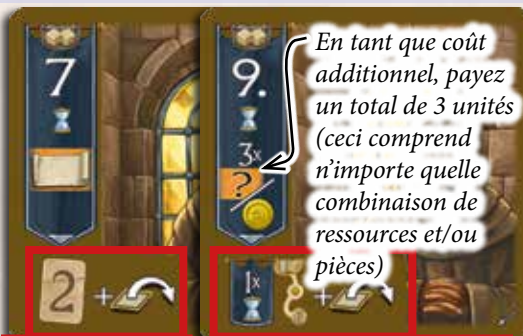 7
9.
3x
?
En tant que coût
additionnel, payez
un total de 3 unités
(ceci comprend
n'importe quelle
combinaison de
ressources et/ou
pièces)
2 +
1x +